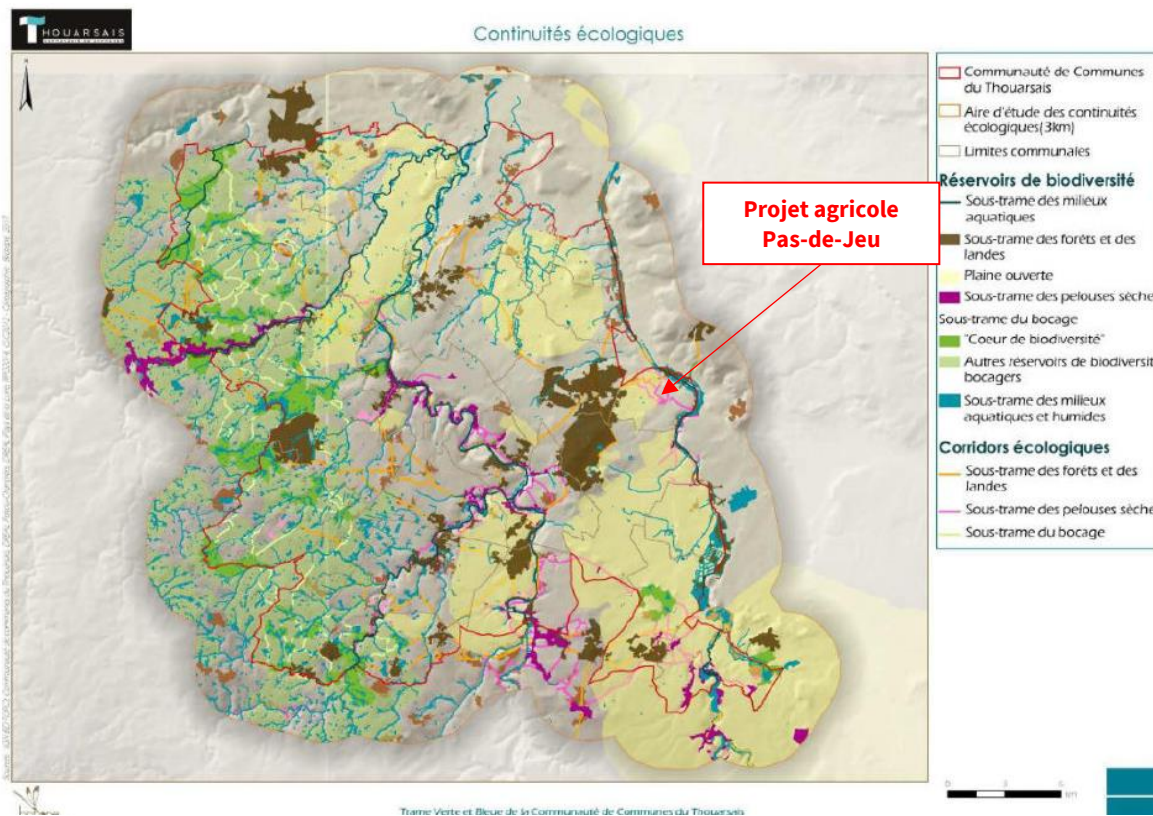 THOUARSAIS
Continuités écologiques
N
Projet agricole
Pas-de-Jeu
Communauté de Communes
du Thouarsais
Aire d'étude des continuités
écologiques(3km)
Limites communales
Réservoirs de biodiversité
Sous-trame des milieux
aquatiques
Sous-trame des forêts et des
landes
Plaine ouverte
Sous-trame des pelouses sèche
Sous-trame du bocage
"Coeur de biodiversité"
Autres réservoirs de biodiversit
bocagers
Sous-trame des milieux
aquatiques et humides
Corridors écologiques
Sous-trame des forêts et des
landes
Sous-trame des pelouses sèche
Sous-trame du bocage
0
Km
Trame Verte et Bleue de la Communauté de Communes du Thouarsais